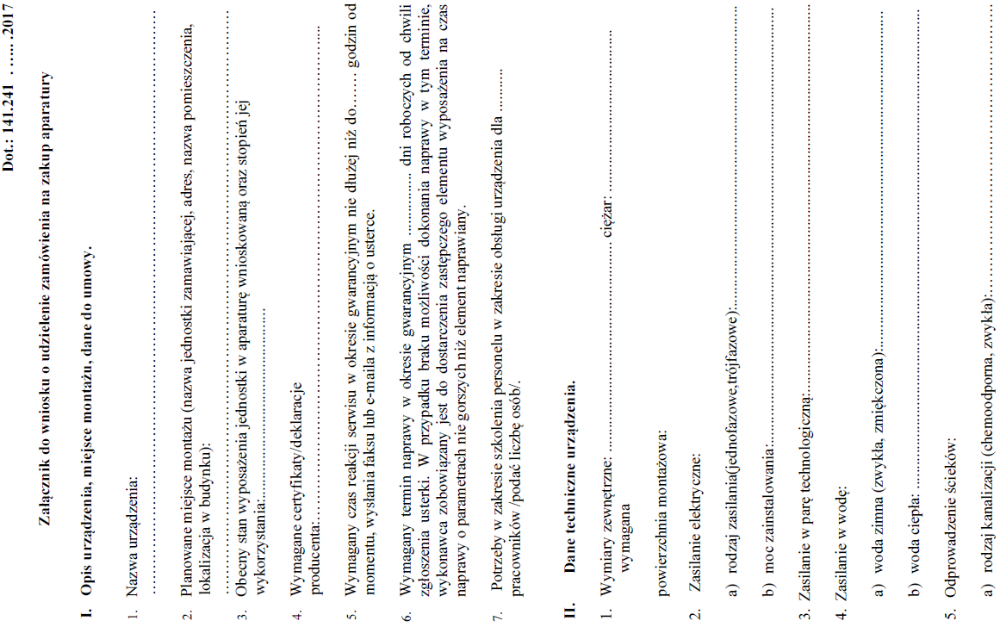 Dot.: 141.241 . ..... .2017
Załącznik do wniosku o udzielenie zamówienia na zakup aparatury
I. Opis urządzenia, miejsce montażu, dane do umowy.
1. Nazwa urządzenia:
........................................................................................................
2. Planowane miejsce montażu (nazwa jednostki zamawiającej, adres, nazwa pomieszczenia,
lokalizacja w budynku):
........................................................................................................
3. Obecny stan wyposażenia jednostki w aparaturę wnioskowaną oraz stopień jej
wykorzystania:......................................................
4. Wymagane certyfikaty/deklaracje
producenta:....................................................................................
5. Wymagany czas reakcji serwisu w okresie gwarancyjnym nie dłużej niż do……. godzin od
momentu, wysłania faksu lub e-maila z informacją o usterce.
6. Wymagany termin naprawy w okresie gwarancyjnym ................. dni roboczych od chwili
zgłoszenia usterki. W przypadku braku możliwości dokonania naprawy w tym terminie,
wykonawca zobowiązany jest do dostarczenia zastępczego elementu wyposażenia na czas
naprawy o parametrach nie gorszych niż element naprawiany.
7. Potrzeby w zakresie szkolenia personelu w zakresie obsługi urządzenia dla ...........
pracowników /podać liczbę osób/.
II. Dane techniczne urządzenia.
1. Wymiary zewnętrzne: ........................................................ ciężar: ...........................................
wymagana
powierzchnia montażowa:
2. Zasilanie elektryczne:
a) rodzaj zasilania(jednofazowe,trójfazowe):................................................................................
b) moc zainstalowania:....................................................................................................
3. Zasilanie w parę technologiczną:..............................................................................................
4. Zasilanie w wodę:
a) woda zimna (zwykła, zmiękczona):...................................................................................
b) woda ciepła: ...............................................................................................................
5. Odprowadzenie ścieków:
a) rodzaj kanalizacji (chemoodporna, zwykła):........................................................................